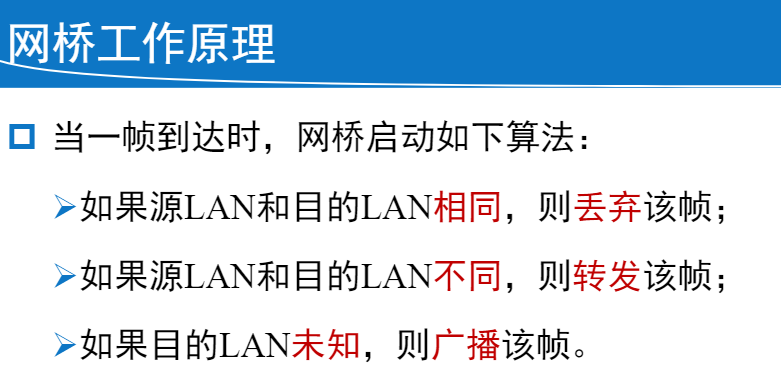 网桥工作原理
当一帧到达时，网桥启动如下算法：
如果源LAN和目的LAN相同，则丢弃该帧；
如果源LAN和目的LAN不同，则转发该帧；
如果目的LAN未知，则广播该帧。